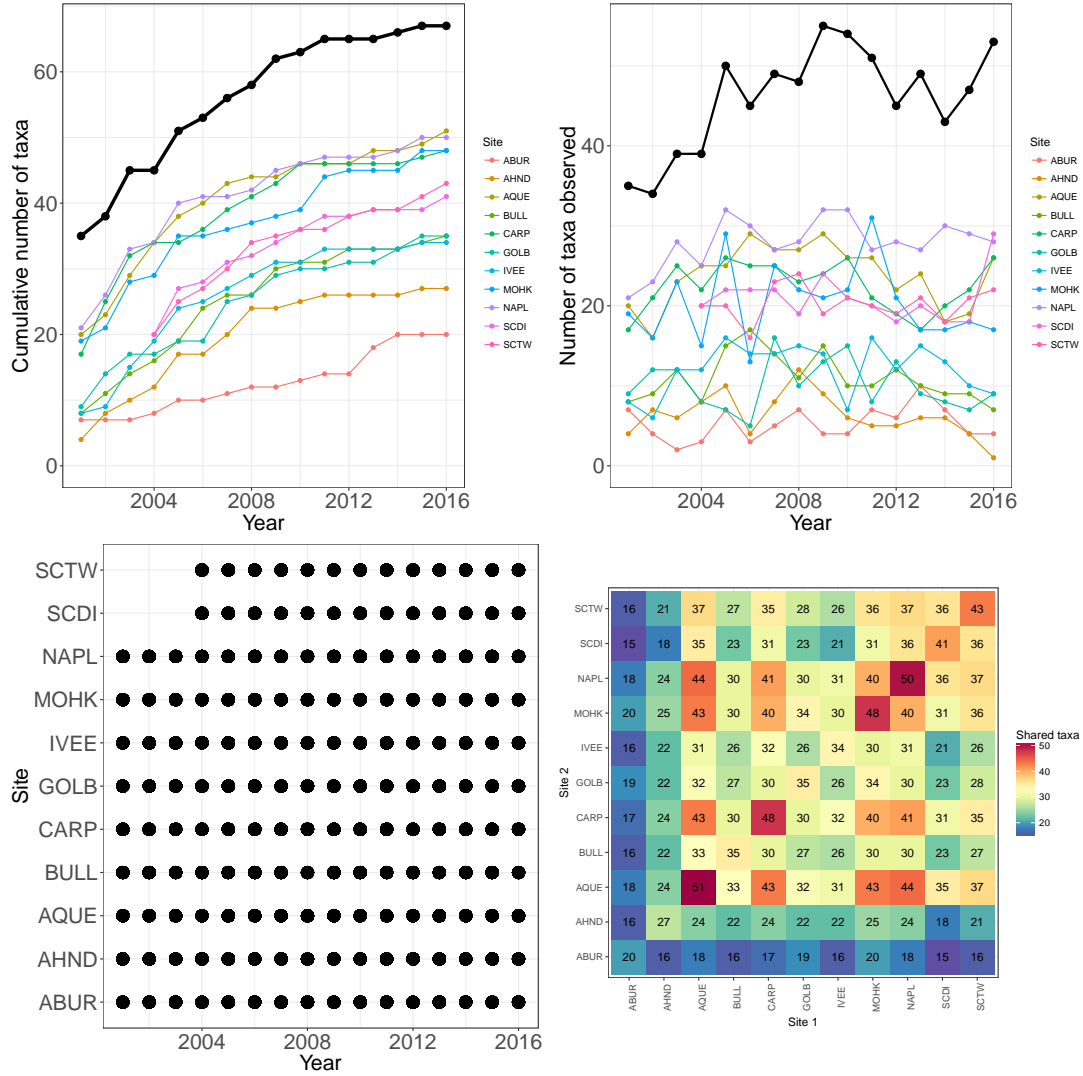 Cumulative number of taxa
60
40
20
0
2004 2008 2012 2016
Year
Site
ABUR
AHND
AQUE
BULL
CARP
GOLB
IVEE
MOHK
NAPL
SCDI
SCTW
Number of taxa observed
40
20
0
2004 2008 2012 2016
Year
Site
ABUR
AHND
AQUE
BULL
CARP
GOLB
IVEE
MOHK
NAPL
SCDI
SCTW
Site
SCTW
SCDI
NAPL
MOHK
IVEE
GOLB
CARP
BULL
AQUE
AHND
ABUR
2004 2008 2012 2016
Year
Site 2
SCTW 16 21 37 27 35 28 26 36 37 36 43
SCDI 15 18 35 23 31 23 21 31 36 41 36
NAPL 18 24 44 30 41 30 31 40 50 36 37
MOHK 20 25 43 30 40 34 30 48 40 31 36
IVEE 16 22 31 26 32 26 34 30 31 21 26
GOLB 19 22 32 27 30 35 26 34 30 23 28
CARP 17 24 43 30 48 30 32 40 41 31 35
BULL 16 22 33 35 30 27 26 30 30 23 27
AQUE 18 24 51 33 43 32 31 43 44 35 37
AHND 16 27 24 22 24 22 22 25 24 18 21
ABUR 20 16 18 16 17 19 16 20 18 15 16
ABUR AHND AQUE BULL CARP GOLB IVEE MOHK NAPL SCDI SCTW
Site 1
Shared taxa
50
40
30
20